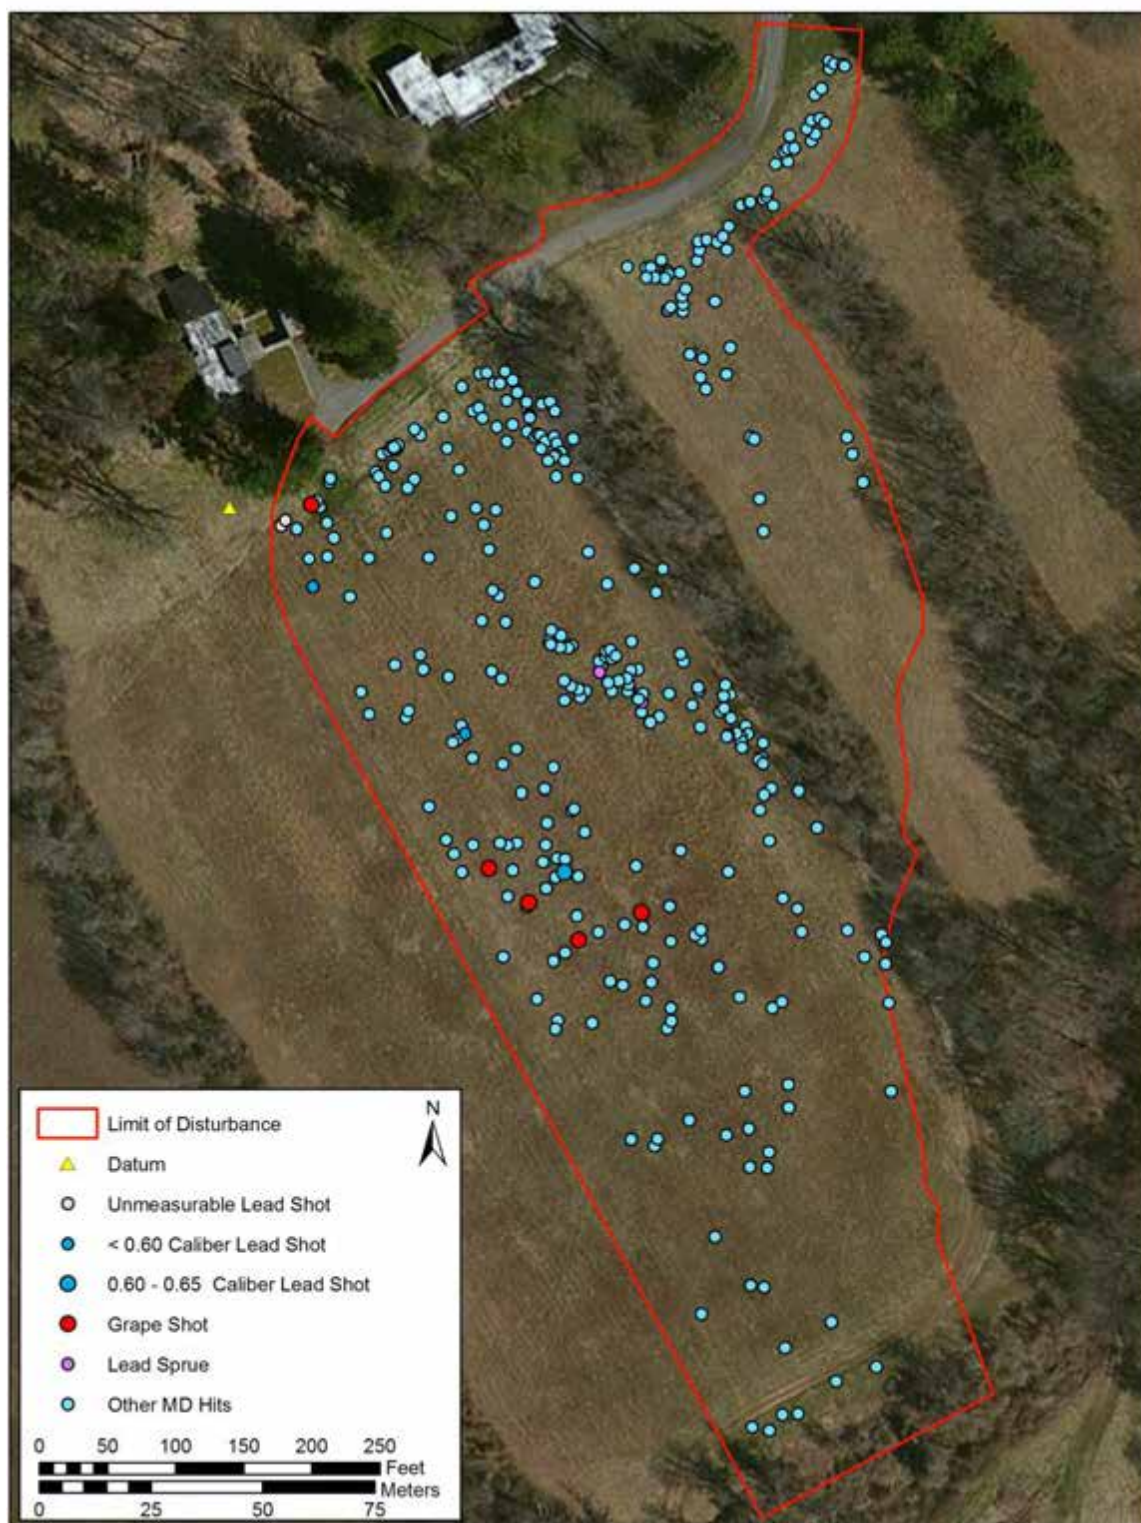 N
Limit of Disturbance
Datum
Unmeasurable Lead Shot
< 0.60 Caliber Lead Shot
0.60 - 0.65 Caliber Lead Shot
Grape Shot
Lead Sprue
Other MD Hits
0 50 100 150 200 250
Feet
Meters
0 25 50 75